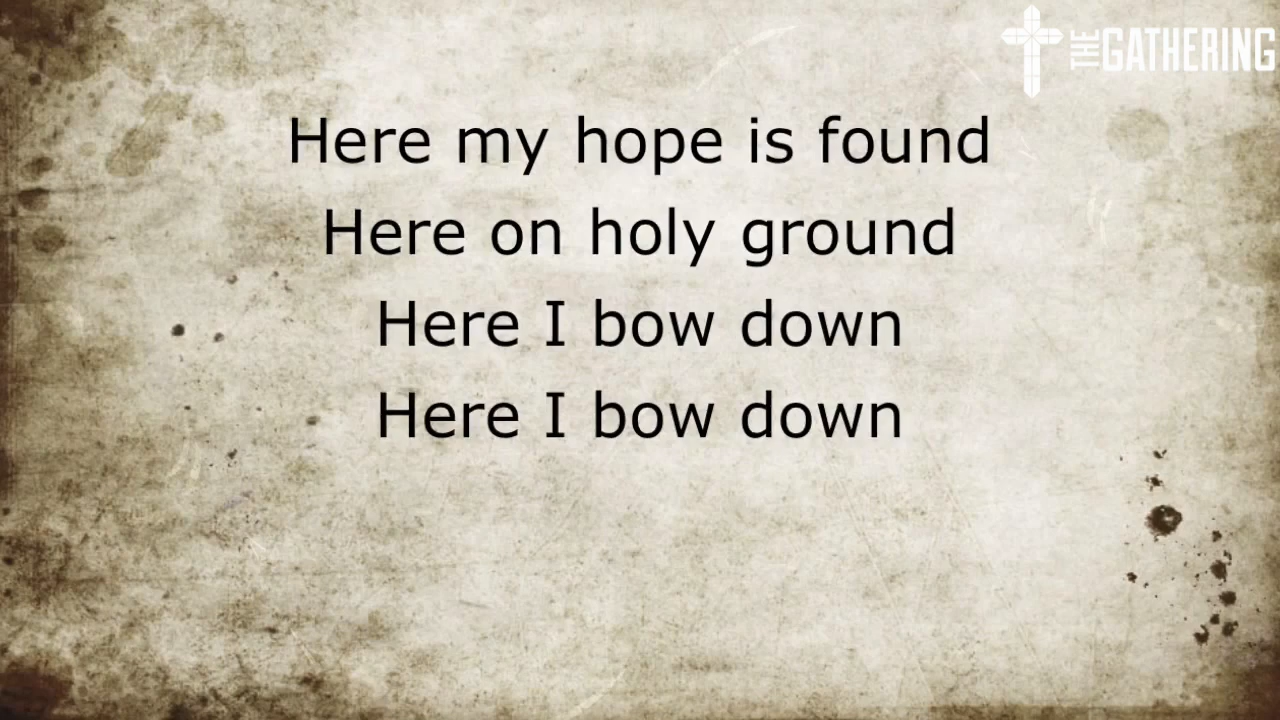 THE GATHERING
Here my hope is found
Here on holy ground
Here I bow down
Here I bow down